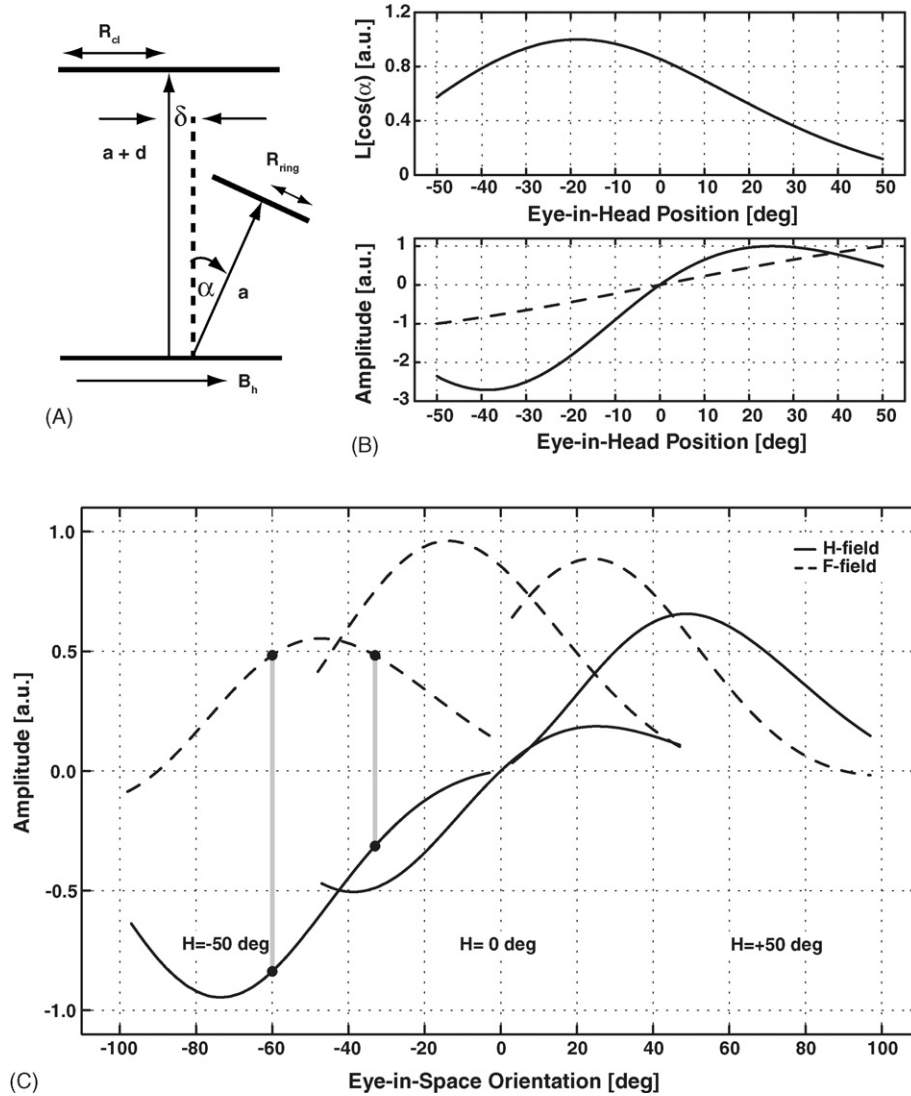 R_cl
δ
a + d
R_ring
α
a
B_h
(A)
L[cos(α) [a.u.]
1.2
0.8
0.4
0
-50 -40 -30 -20 -10 0 10 20 30 40 50
Eye-in-Head Position [deg]
Amplitude [a.u.]
1
0
-1
-2
-3
-50 -40 -30 -20 -10 0 10 20 30 40 50
Eye-in-Head Position [deg]
(B)
Amplitude [a.u.]
1.0
0.5
0.0
-0.5
-1.0
H-field
F-field
H=-50 deg
H= 0 deg
H=+50 deg
-100 -80 -60 -40 -20 0 20 40 60 80 100
Eye-in-Space Orientation [deg]
(C)